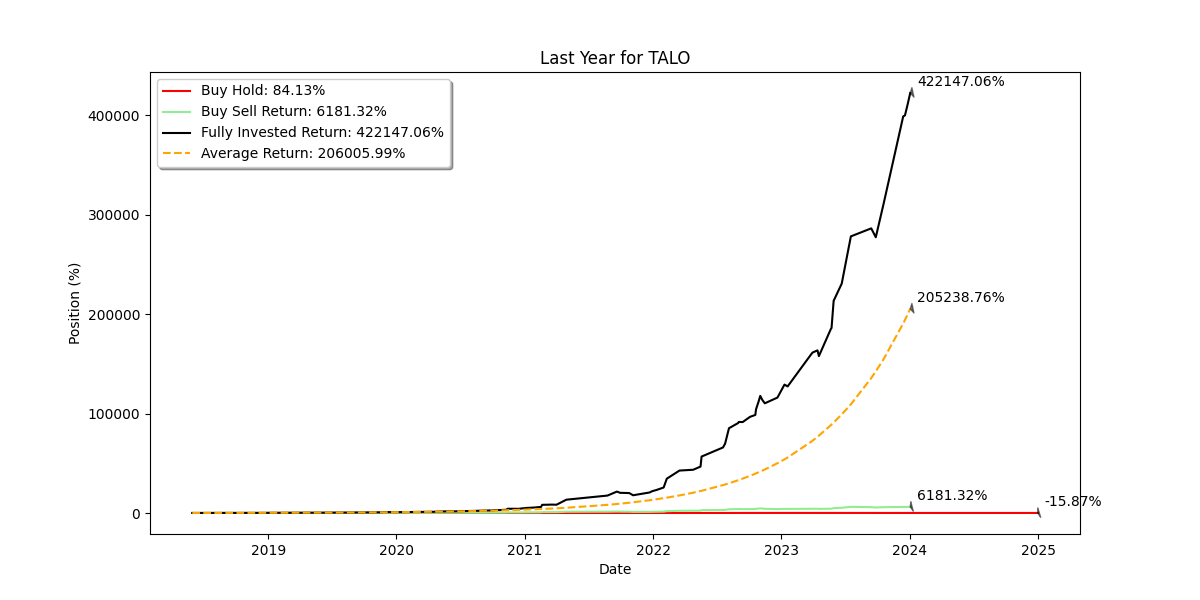 Last Year for TALO
Buy Hold: 84.13%
Buy Sell Return: 6181.32%
Fully Invested Return: 422147.06%
Average Return: 206005.99%
422147.06%
205238.76%
6181.32%
-15.87%
Position (%)
400000
300000
200000
100000
0
2019 2020 2021 2022 2023 2024 2025
Date